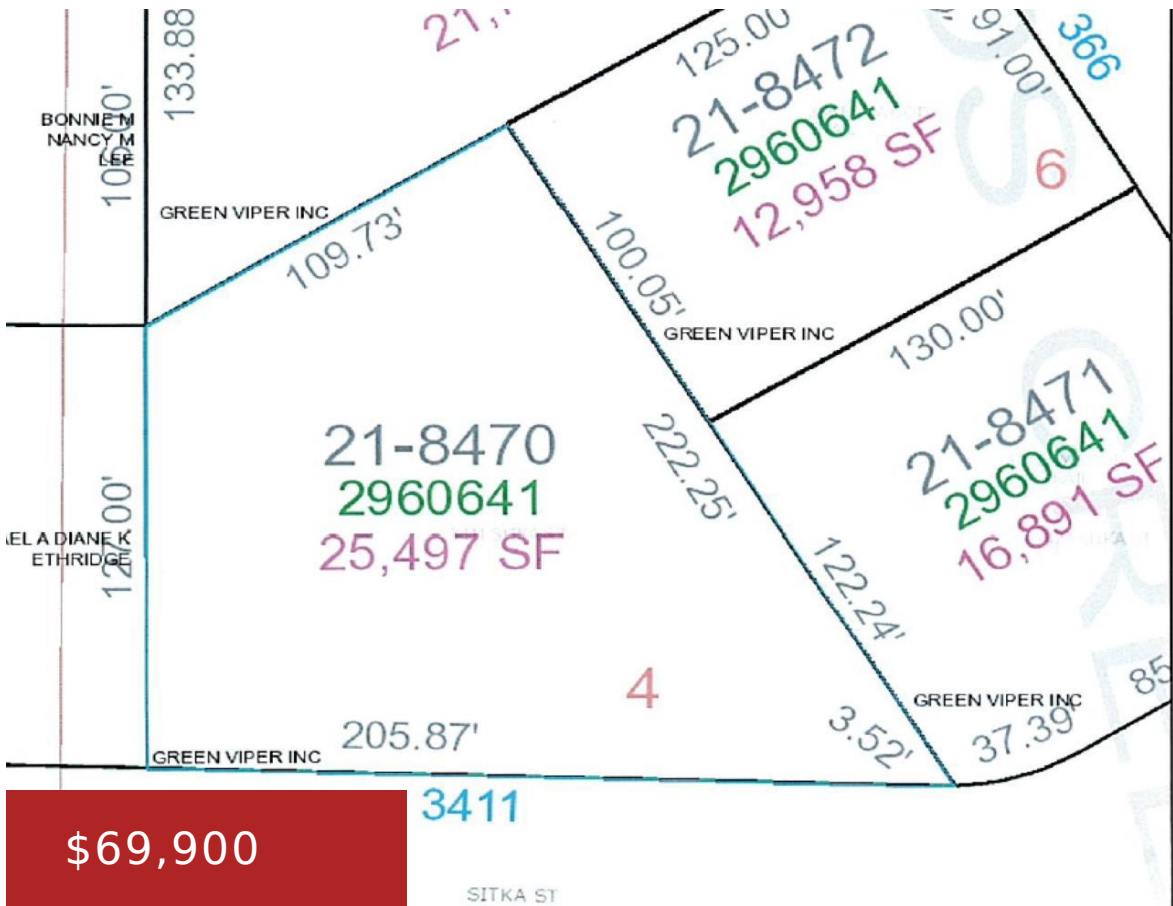 133.88
21,
125.00
91.00'
366
BONNIE M
NANCY M
LEE
21-8472
2960641
12,958 SF
6
GREEN VIPER INC
109.73'
100.05'
GREEN VIPER INC
130.00'
21-8470
2960641
25,497 SF
222.25'
21-8471
2960641
16,891 SF
EL A DIANE K
ETHRIDGE
122.24'
4
GREEN VIPER INC
85
205.87'
3.52'
37.39'
GREEN VIPER INC
3411
$69,900
SITKA ST